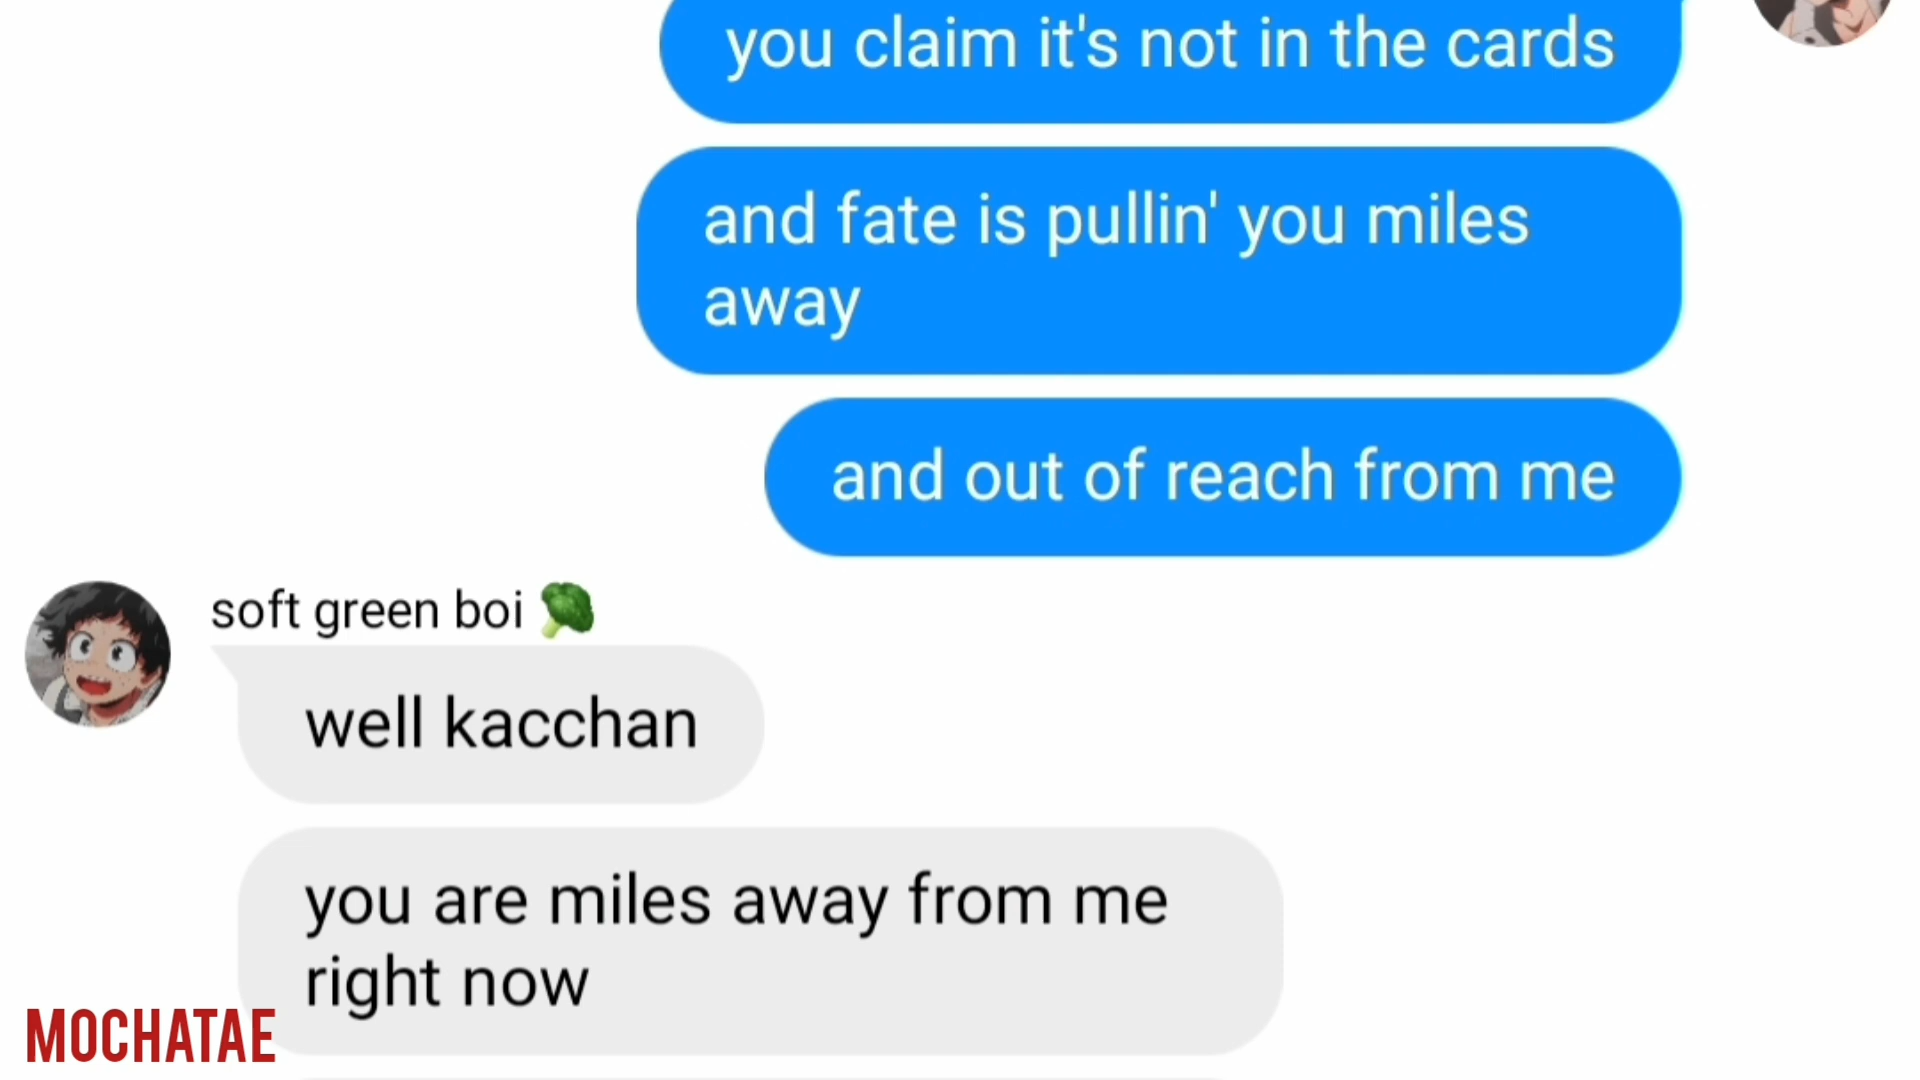 you claim it's not in the cards
and fate is pullin' you miles
away
and out of reach from me
soft green boi 🥦
well kacchan
you are miles away from me
right now
MOCHATAE